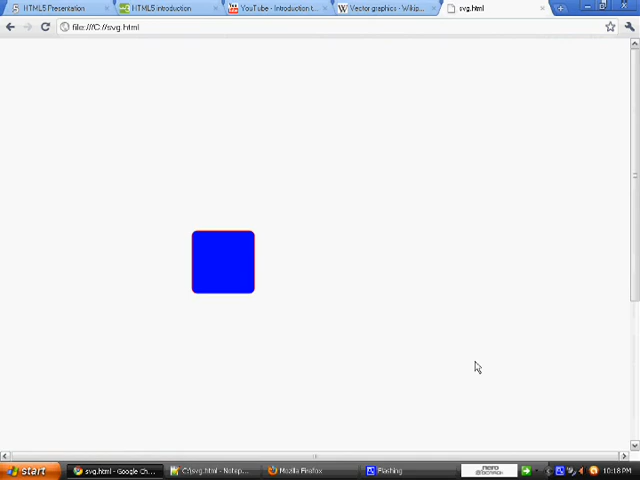 HTML5 Presentation
HTML5 introduction
YouTube - Introduction t...
Vector graphics - Wikip...
svg.html
file:///C://svg.html
start
svg.html - Google Ch...
C:\svg.html - Notep...
Mozilla Firefox
Flashing
nero
10:18 PM